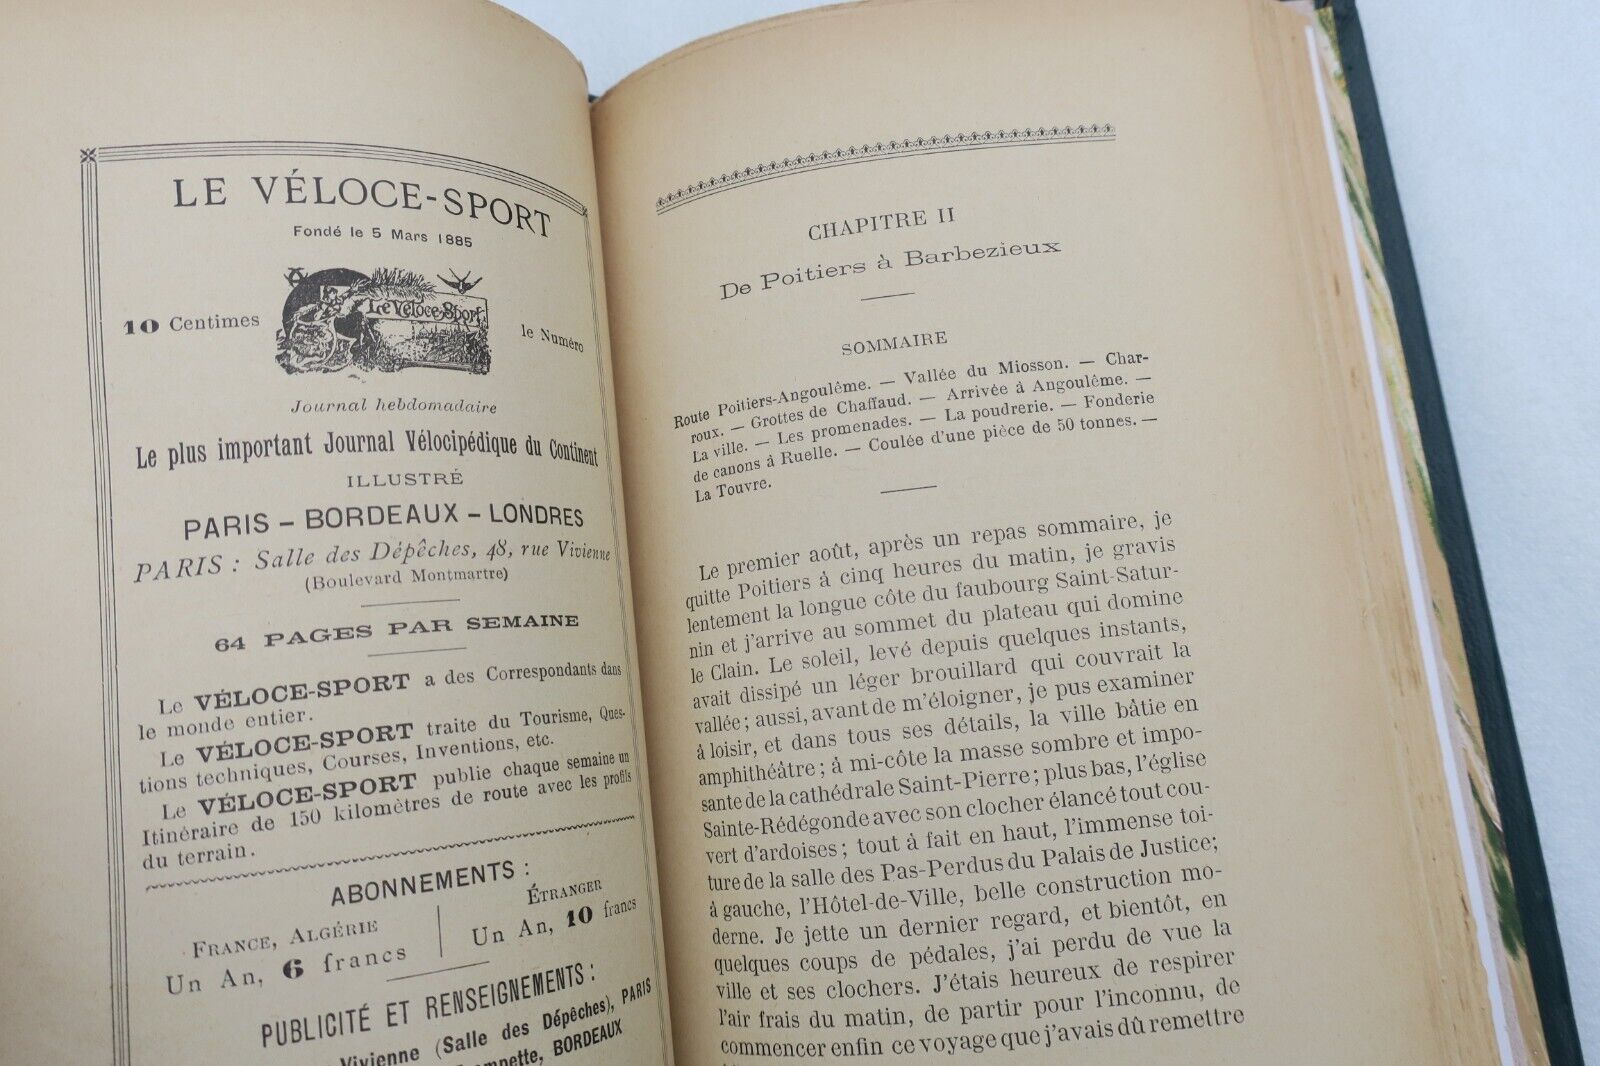 LE VÉLOCE-SPORT
Fondé le 5 Mars 1885
10 Centimes
Le Véloce-Sport
le Numéro
Journal hebdomadaire
Le plus important Journal Vélocipédique du Continent
ILLUSTRÉ
PARIS – BORDEAUX – LONDRES
PARIS : Salle des Dépêches, 48, rue Vivienne
(Boulevard Montmartre)
64 PAGES PAR SEMAINE
Le VÉLOCE-SPORT a des Correspondants dans
le monde entier.
Le VÉLOCE-SPORT traite du Tourisme, Ques-
tions techniques, Courses, Inventions, etc.
Le VÉLOCE-SPORT publie chaque semaine un
Itinéraire de 150 kilomètres de route avec les profils
du terrain.
ABONNEMENTS :
FRANCE, ALGÉRIE
Un An, 6 francs
ÉTRANGER
Un An, 10 francs
PUBLICITÉ ET RENSEIGNEMENTS :
Vivienne (Salle des Dépêches), PARIS
BORDEAUX
CHAPITRE II
De Poitiers à Barbezieux
SOMMAIRE
Route Poitiers-Angoulême. — Vallée du Miosson. — Char-
roux. — Grottes de Chaffaud. — Arrivée à Angoulême. —
La ville. — Les promenades. — La poudrerie. — Fonderie
de canons à Ruelle. — Coulée d'une pièce de 50 tonnes. —
La Touvre.
Le premier août, après un repas sommaire, je
quitte Poitiers à cinq heures du matin, je gravis
lentement la longue côte du faubourg Saint-Satur-
nin et j'arrive au sommet du plateau qui domine
le Clain. Le soleil, levé depuis quelques instants,
avait dissipé un léger brouillard qui couvrait la
vallée ; aussi, avant de m'éloigner, je pus examiner
à loisir, et dans tous ses détails, la ville bâtie en
amphithéâtre ; à mi-côte la masse sombre et impo-
sante de la cathédrale Saint-Pierre ; plus bas, l'église
Sainte-Rédégonde avec son clocher élancé tout cou-
vert d'ardoises ; tout à fait en haut, l'immense toi-
ture de la salle des Pas-Perdus du Palais de Justice ;
à gauche, l'Hôtel-de-Ville, belle construction mo-
derne. Je jette un dernier regard, et bientôt, en
quelques coups de pédales, j'ai perdu de vue la
ville et ses clochers. J'étais heureux de respirer
l'air frais du matin, de partir pour l'inconnu, de
commencer enfin ce voyage que j'avais dû remettre